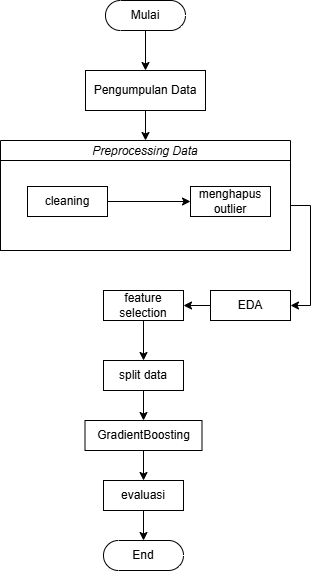 Mulai
Pengumpulan Data
Preprocessing Data
cleaning
menghapus
outlier
EDA
feature
selection
split data
GradientBoosting
evaluasi
End